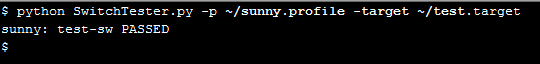 $ python SwitchTester.py -p ~/sunny.profile -target ~/test.target
sunny: test-sw PASSED
$